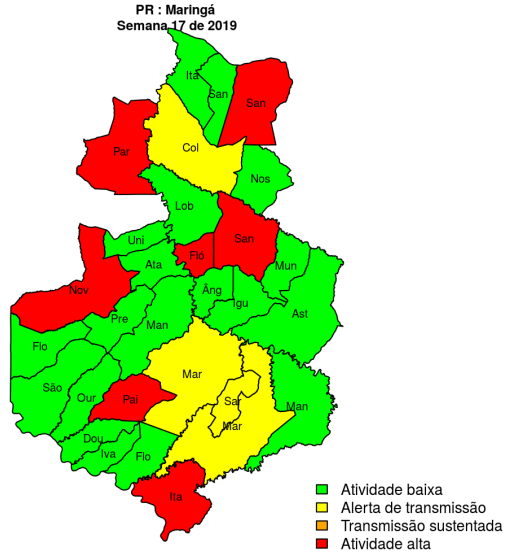 PR : Maringá
Semana 17 de 2019
Ita
San
San
Par
Col
Nos
Lob
Uni
Fló
San
Ata
Mun
Nov
Âng
Igu
Pre
Man
Ast
Flo
Mar
São
Our
Pai
Sar
Man
Mar
Dou
Iva
Flo
Ita
Atividade baixa
Alerta de transmissão
Transmissão sustentada
Atividade alta